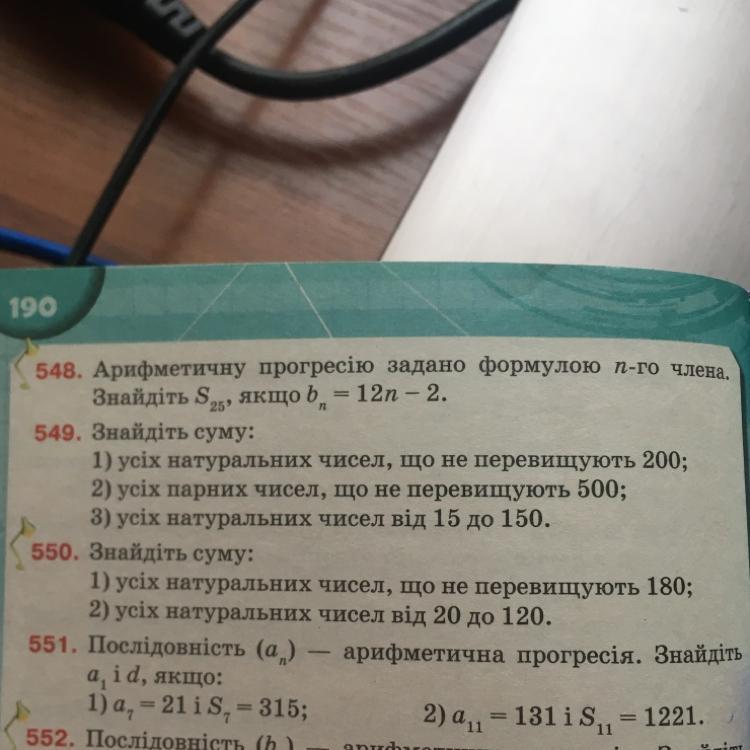 190
548. Арифметичну прогресію задано формулою n-го члена.
Знайдіть S₂₅, якщо bₙ = 12n − 2.
549. Знайдіть суму:
1) усіх натуральних чисел, що не перевищують 200;
2) усіх парних чисел, що не перевищують 500;
3) усіх натуральних чисел від 15 до 150.
550. Знайдіть суму:
1) усіх натуральних чисел, що не перевищують 180;
2) усіх натуральних чисел від 20 до 120.
551. Послідовність (aₙ) — арифметична прогресія. Знайдіть
a₁ і d, якщо:
1) a₇ = 21 і S₇ = 315; 2) a₁₁ = 131 і S₁₁ = 1221.
552. Послідовність (b